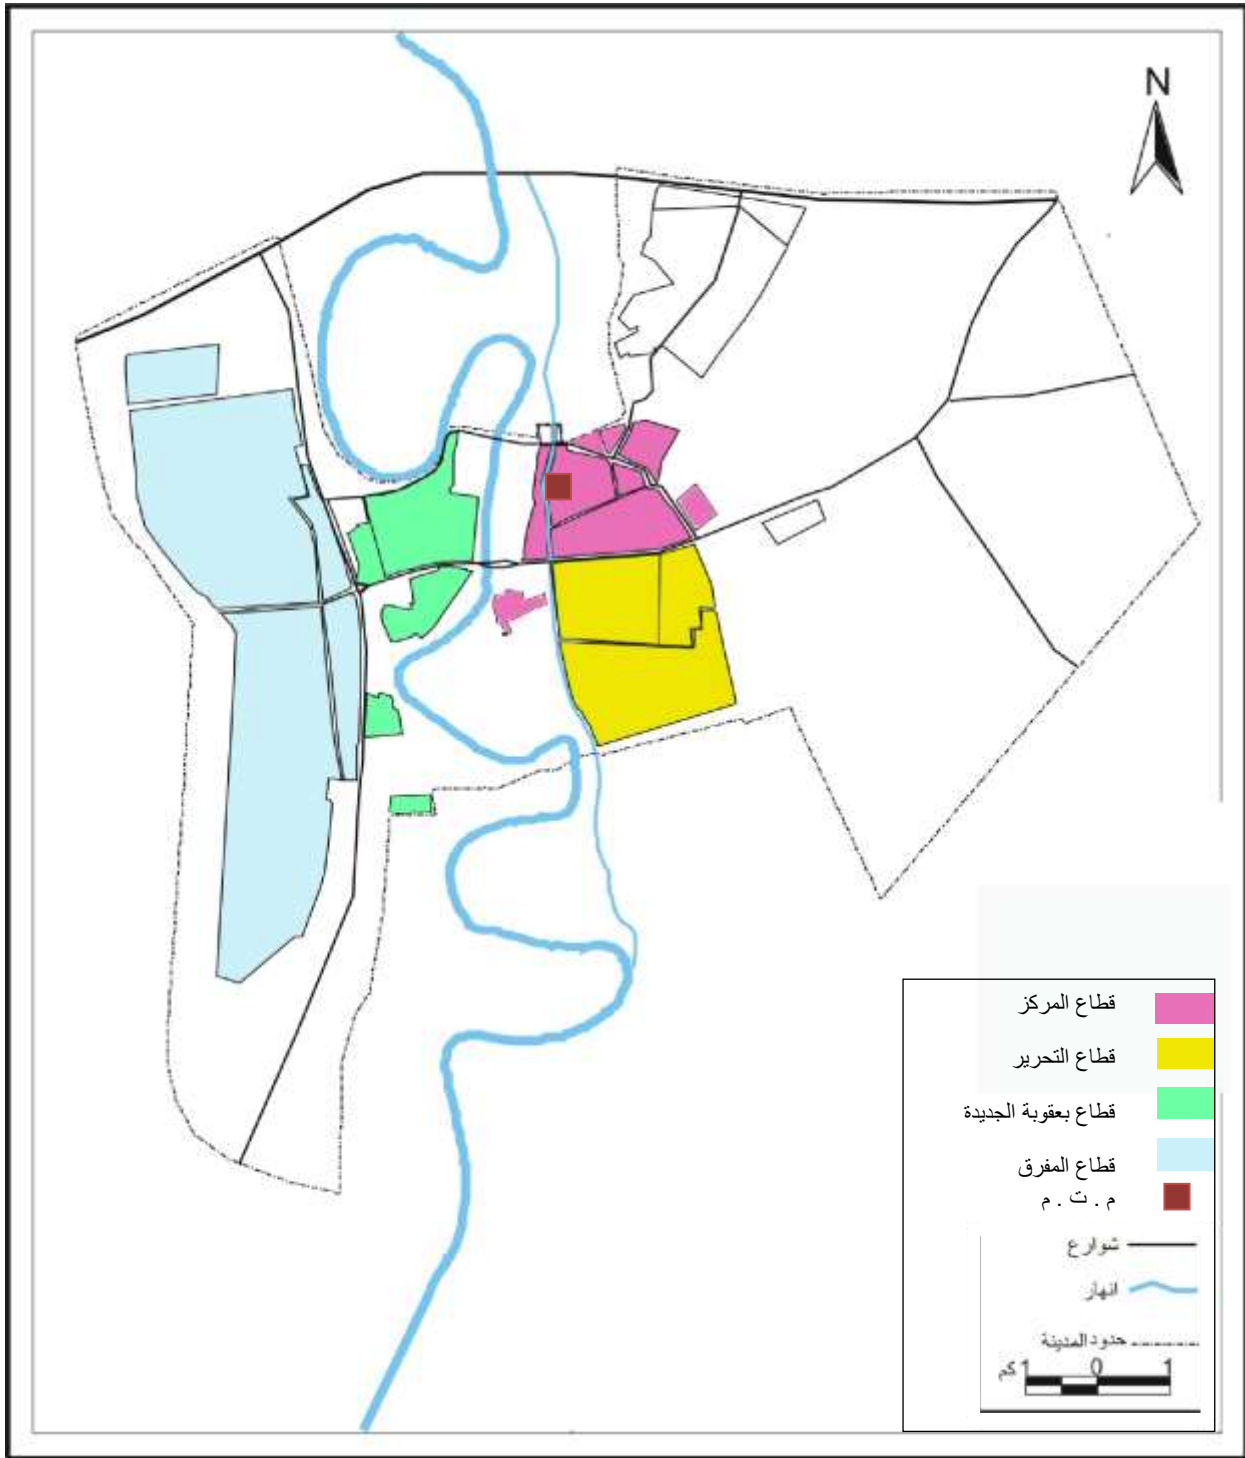 N
قطاع المركز
قطاع التحرير
قطاع بعقوبة الجديدة
قطاع المفرق
م . ت . م
شوارع
انهار
حدود المدينة
1 0 1 كم